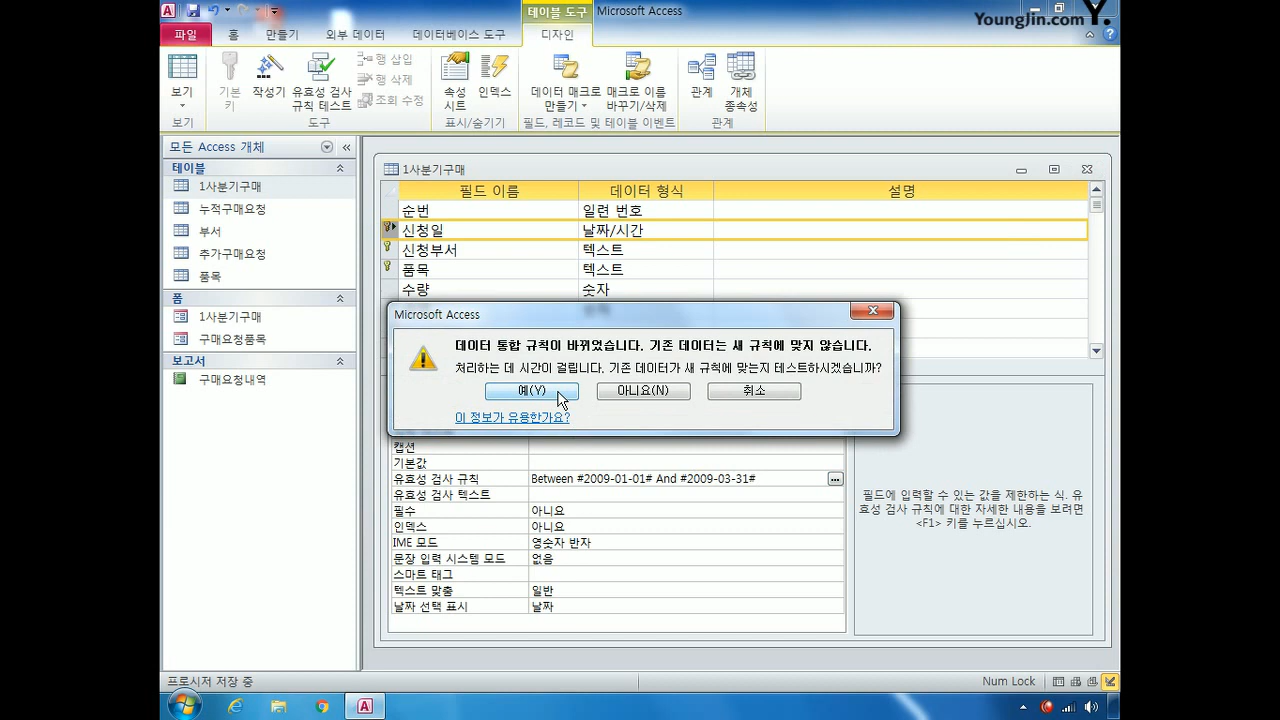 Microsoft Access
테이블 도구
YoungJin.com Y.
파일
홈
만들기
외부 데이터
데이터베이스 도구
디자인
보기
기본 키
작성기
유효성 검사 규칙 테스트
행 삽입
행 삭제
조회 수정
속성 시트
인덱스
데이터 매크로 만들기
매크로 이름 바꾸기/삭제
관계
개체 종속성
보기
도구
표시/숨기기
필드, 레코드 및 테이블 이벤트
관계
모든 Access 개체
테이블
1사분기구매
누적구매요청
부서
추가구매요청
품목
폼
1사분기구매
구매요청품목
보고서
구매요청내역
1사분기구매
필드 이름 데이터 형식 설명
순번 일련 번호
신청일 날짜/시간
신청부서 텍스트
품목 텍스트
수량 숫자
Microsoft Access
데이터 통합 규칙이 바뀌었습니다. 기존 데이터는 새 규칙에 맞지 않습니다.
처리하는 데 시간이 걸립니다. 기존 데이터가 새 규칙에 맞는지 테스트하시겠습니까?
예(Y) 아니요(N) 취소
이 정보가 유용한가요?
캡션
기본값
유효성 검사 규칙 Between #2009-01-01# And #2009-03-31#
유효성 검사 텍스트
필수 아니요
인덱스 아니요
IME 모드 영숫자 반자
문장 입력 시스템 모드 없음
스마트 태그
텍스트 맞춤 일반
날짜 선택 표시 날짜
필드에 입력할 수 있는 값을 제한하는 식. 유
효성 검사 규칙에 대한 자세한 내용을 보려면
<F1> 키를 누르십시오.
프로시저 저장 중
Num Lock